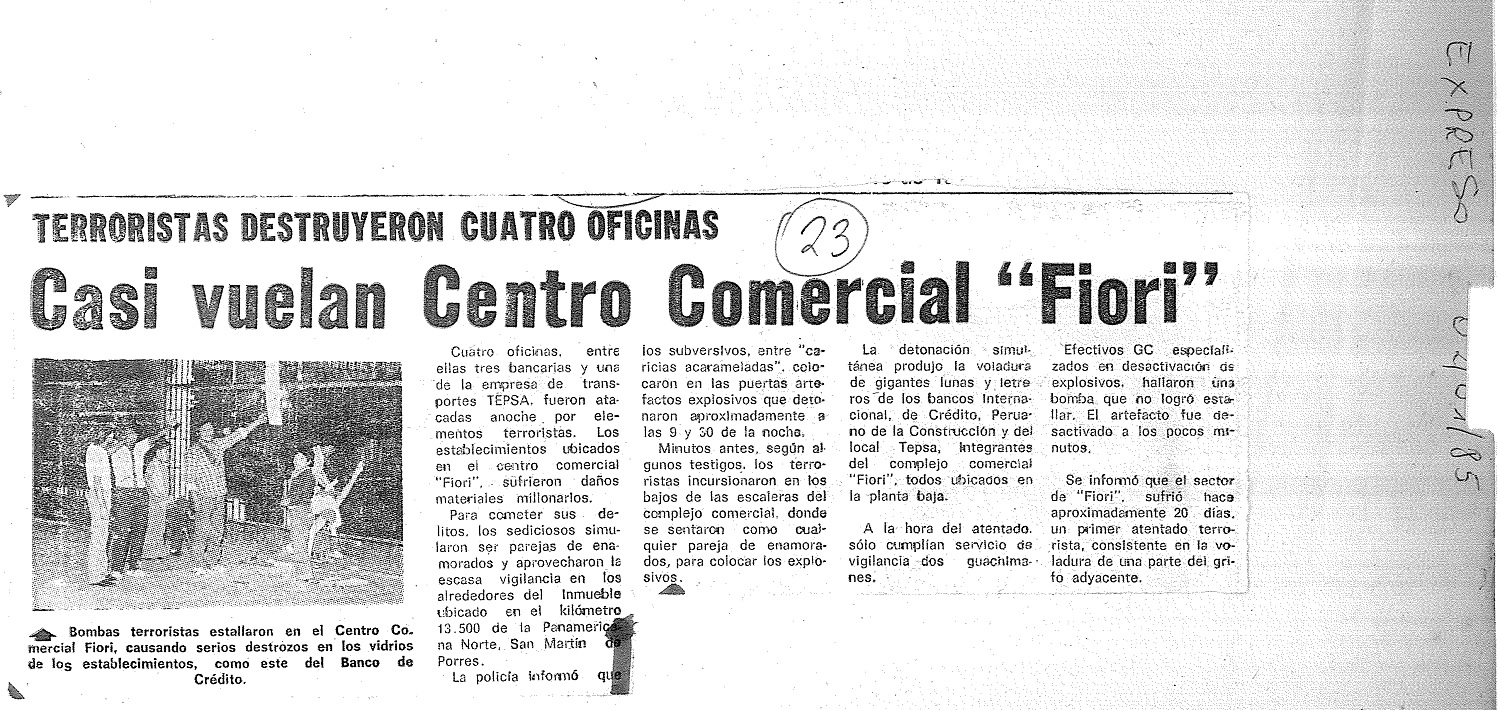 TERRORISTAS DESTRUYERON CUATRO OFICINAS
23
Casi vuelan Centro Comercial “Fiori”
Bombas terroristas estallaron en el Centro Co-
mercial Fiori, causando serios destrozos en los vidrios
de los establecimientos, como este del Banco de
Crédito.
Cuatro oficinas, entre
ellas tres bancarias y una
de la empresa de trans-
portes TEPSA, fueron ata-
cadas anoche por ele-
mentos terroristas. Los
establecimientos ubicados
en el centro comercial
"Fiori", sufrieron daños
materiales millonarios.
Para cometer sus de-
litos, los sediciosos simu-
laron ser parejas de ena-
morados y aprovecharon la
escasa vigilancia en los
alrededores del Inmueble
ubicado en el kilómetro
13.500 de la Panamerica-
na Norte, San Martín de
Porres.
La policía informó que
los subversivos, entre "ca-
ricias acarameladas", colo-
caron en las puertas arte-
factos explosivos que deto-
naron aproximadamente a
las 9 y 30 de la noche.
Minutos antes, según al-
gunos testigos, los terro-
ristas incursionaron en los
bajos de las escaleras del
complejo comercial, donde
se sentaron como cual-
quier pareja de enamora-
dos, para colocar los explo-
sivos.
La detonación simul-
tánea produjo la voladura
de gigantes lunas y letre
ros de los bancos Interna-
cional, de Crédito, Perua-
no de la Construcción y del
local Tepsa, Integrantes
del complejo comercial
"Fiori", todos ubicados en
la planta baja.
A la hora del atentado,
sólo cumplían servicio de
vigilancia dos guachima-
nes.
Efectivos GC especiali-
zados en desactivación de
explosivos, hallaron una
bomba que no logró esta-
llar. El artefacto fue de-
sactivado a los pocos mi-
nutos.
Se informó que el sector
de "Fiori", sufrió hace
aproximadamente 20 días,
un primer atentado terro-
rista, consistente en la vo-
ladura de una parte del gri-
fo adyacente.
EXPRESO